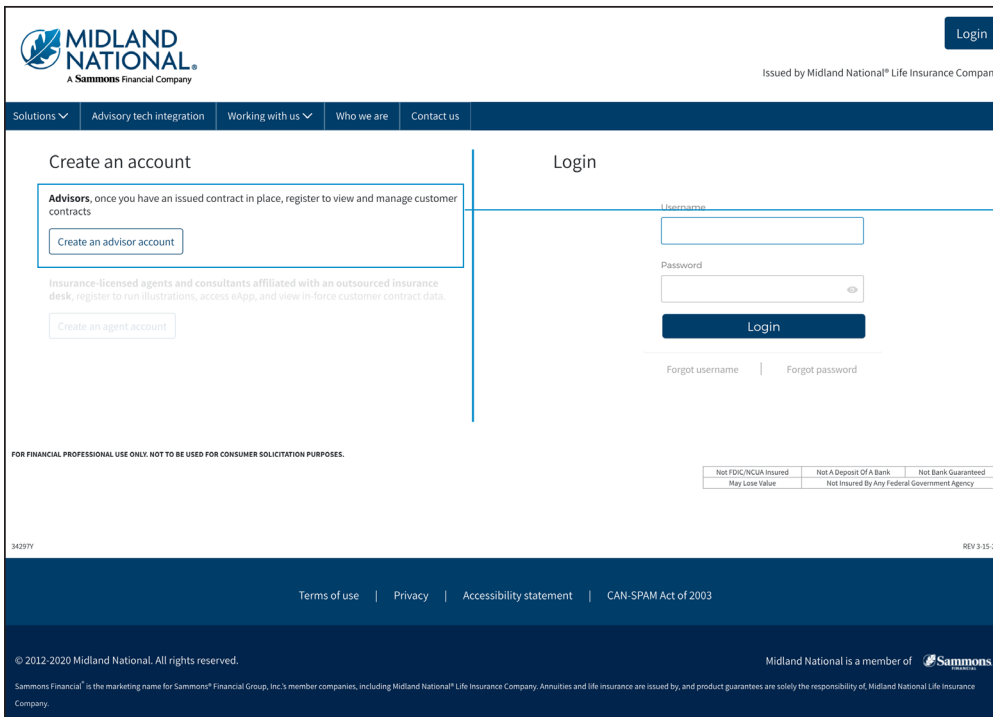 MIDLAND
NATIONAL®
A Sammons Financial Company
Login
Issued by Midland National® Life Insurance Compan
Solutions
Advisory tech integration
Working with us
Who we are
Contact us
Create an account
Advisors, once you have an issued contract in place, register to view and manage customer
contracts
Create an advisor account
Insurance-licensed agents and consultants affiliated with an outsourced insurance
desk, register to run illustrations, access eApp, and view in-force customer contract data.
Create an agent account
Login
Username
Password
Login
Forgot username
Forgot password
FOR FINANCIAL PROFESSIONAL USE ONLY. NOT TO BE USED FOR CONSUMER SOLICITATION PURPOSES.
Not FDIC/NCUA Insured
Not A Deposit Of A Bank
Not Bank Guaranteed
May Lose Value
Not Insured By Any Federal Government Agency
34297Y
REV 3-15-
Terms of use | Privacy | Accessibility statement | CAN-SPAM Act of 2003
© 2012-2020 Midland National. All rights reserved.
Midland National is a member of
Sammons
FINANCIAL
Sammons Financial® is the marketing name for Sammons® Financial Group, Inc.'s member companies, including Midland National® Life Insurance Company. Annuities and life insurance are issued by, and product guarantees are solely the responsibility of, Midland National Life Insurance
Company.